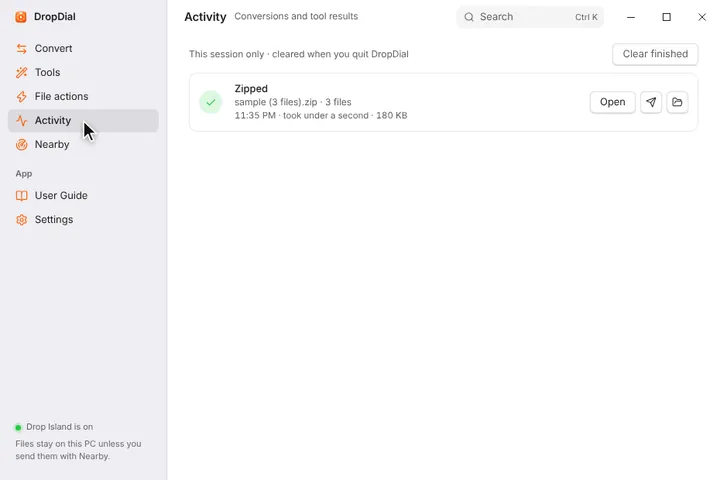 DropDial
Activity
Conversions and tool results
Search
Ctrl K
Convert
Tools
File actions
Activity
Nearby
App
User Guide
Settings
This session only · cleared when you quit DropDial
Clear finished
Zipped
sample (3 files).zip · 3 files
11:35 PM · took under a second · 180 KB
Open
Drop Island is on
Files stay on this PC unless you
send them with Nearby.